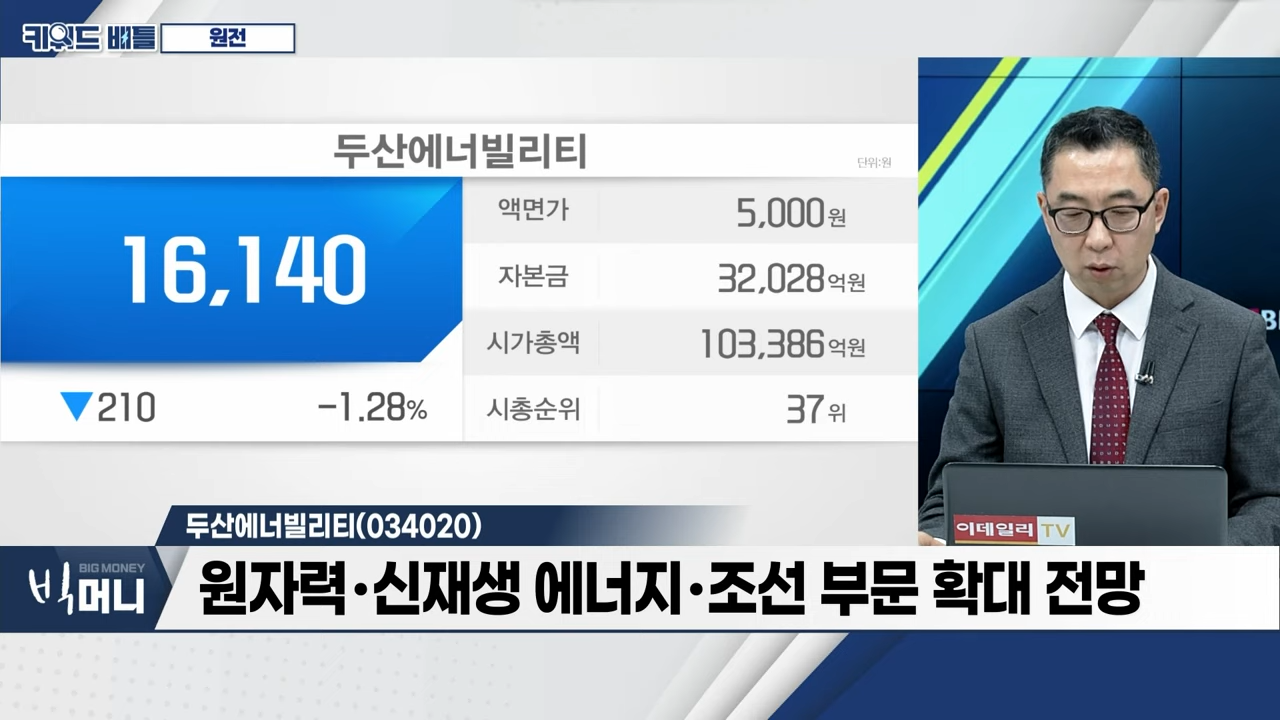 키워드 배틀 원전
두산에너빌리티
단위:원
16,140
▼210 -1.28%
액면가 5,000원
자본금 32,028억원
시가총액 103,386억원
시총순위 37위
이데일리TV
두산에너빌리티(034020)
BIG MONEY
빅머니
원자력·신재생 에너지·조선 부문 확대 전망